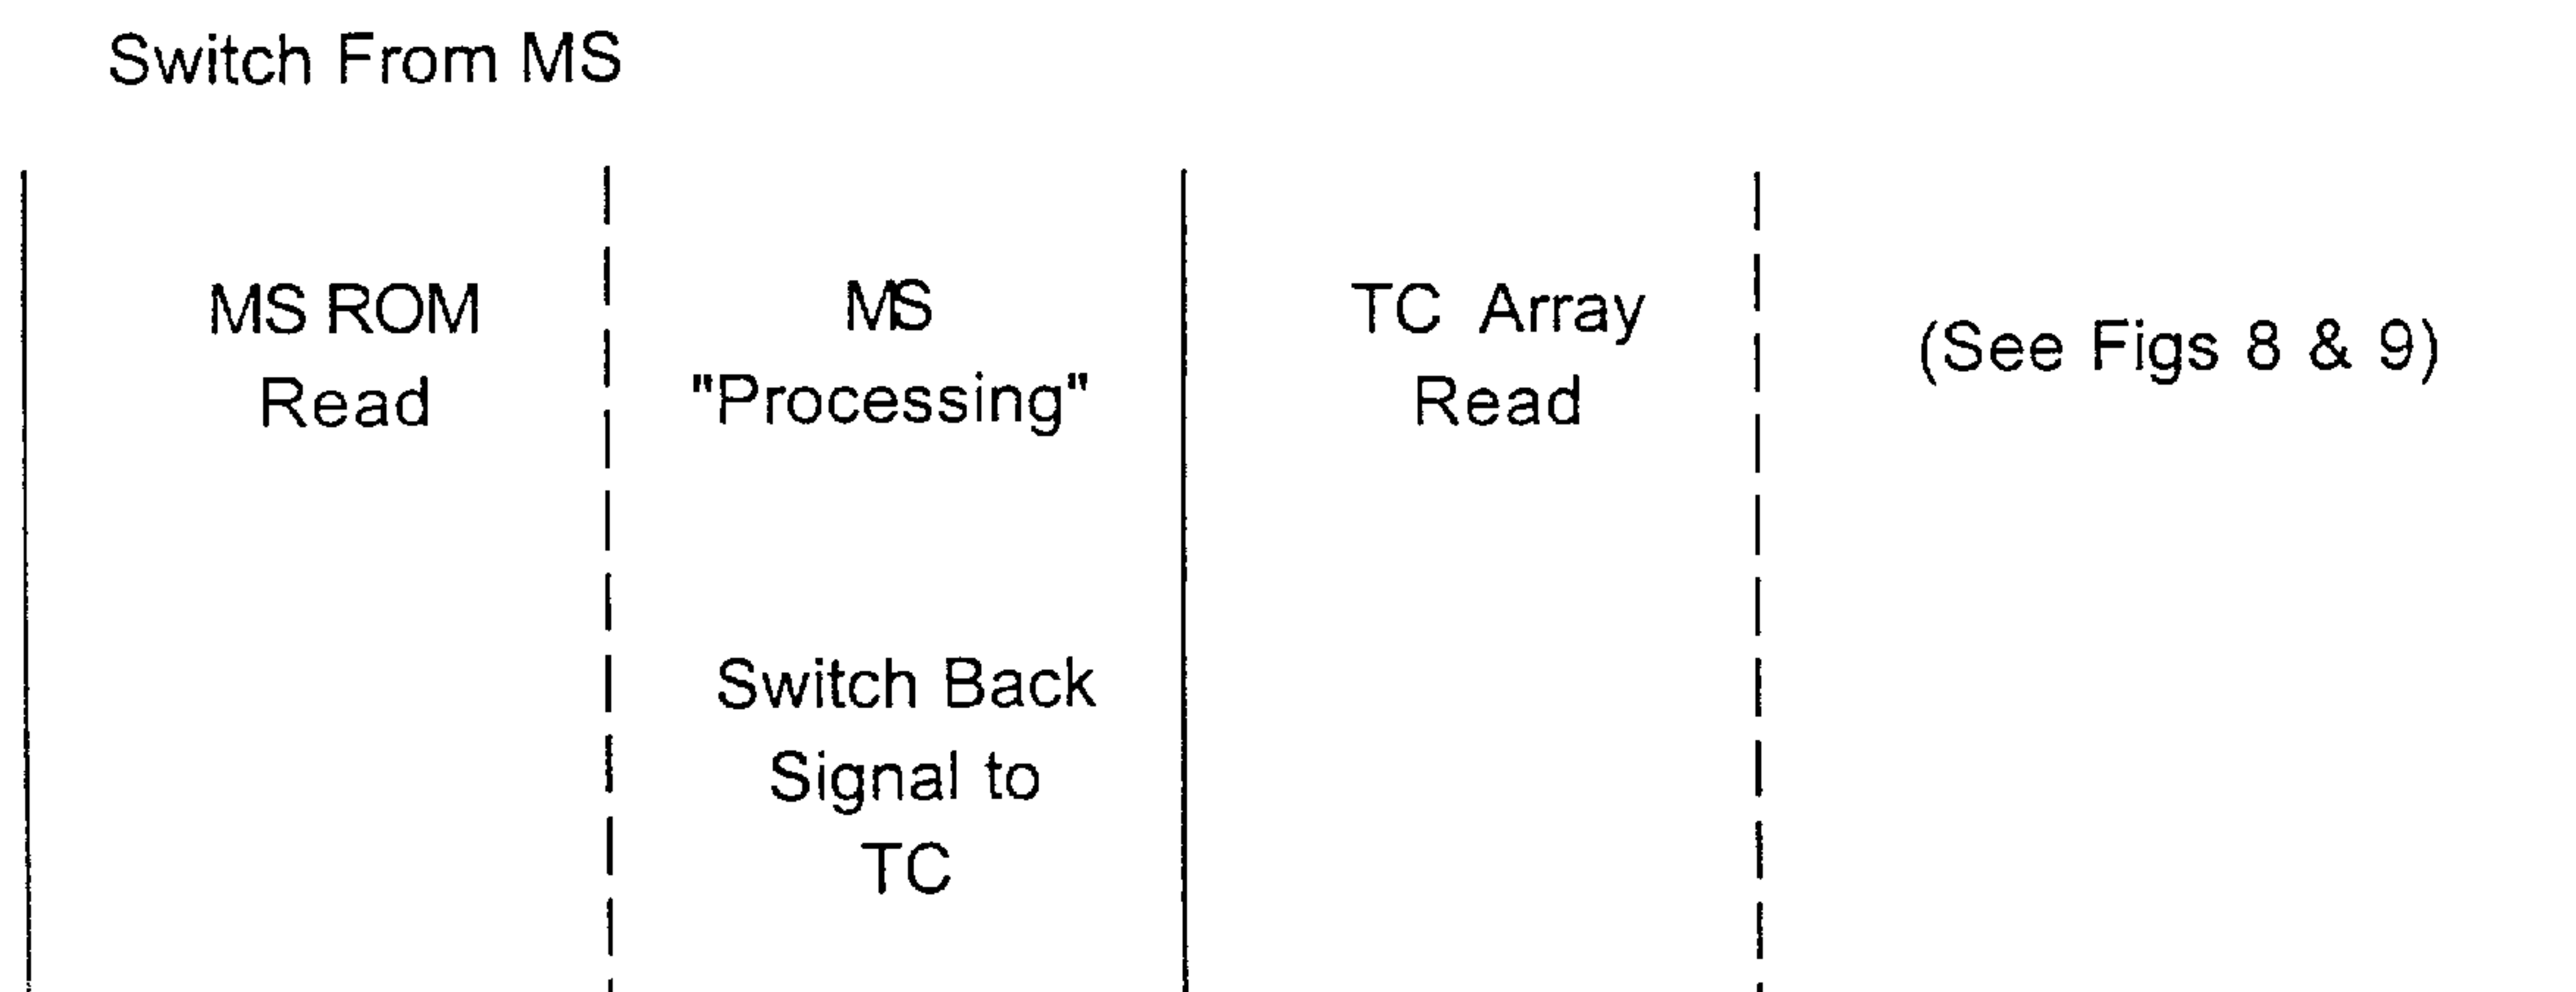 Switch From MS
MS ROM
Read
MS
"Processing"
Switch Back
Signal to
TC
TC Array
Read
(See Figs 8 & 9)